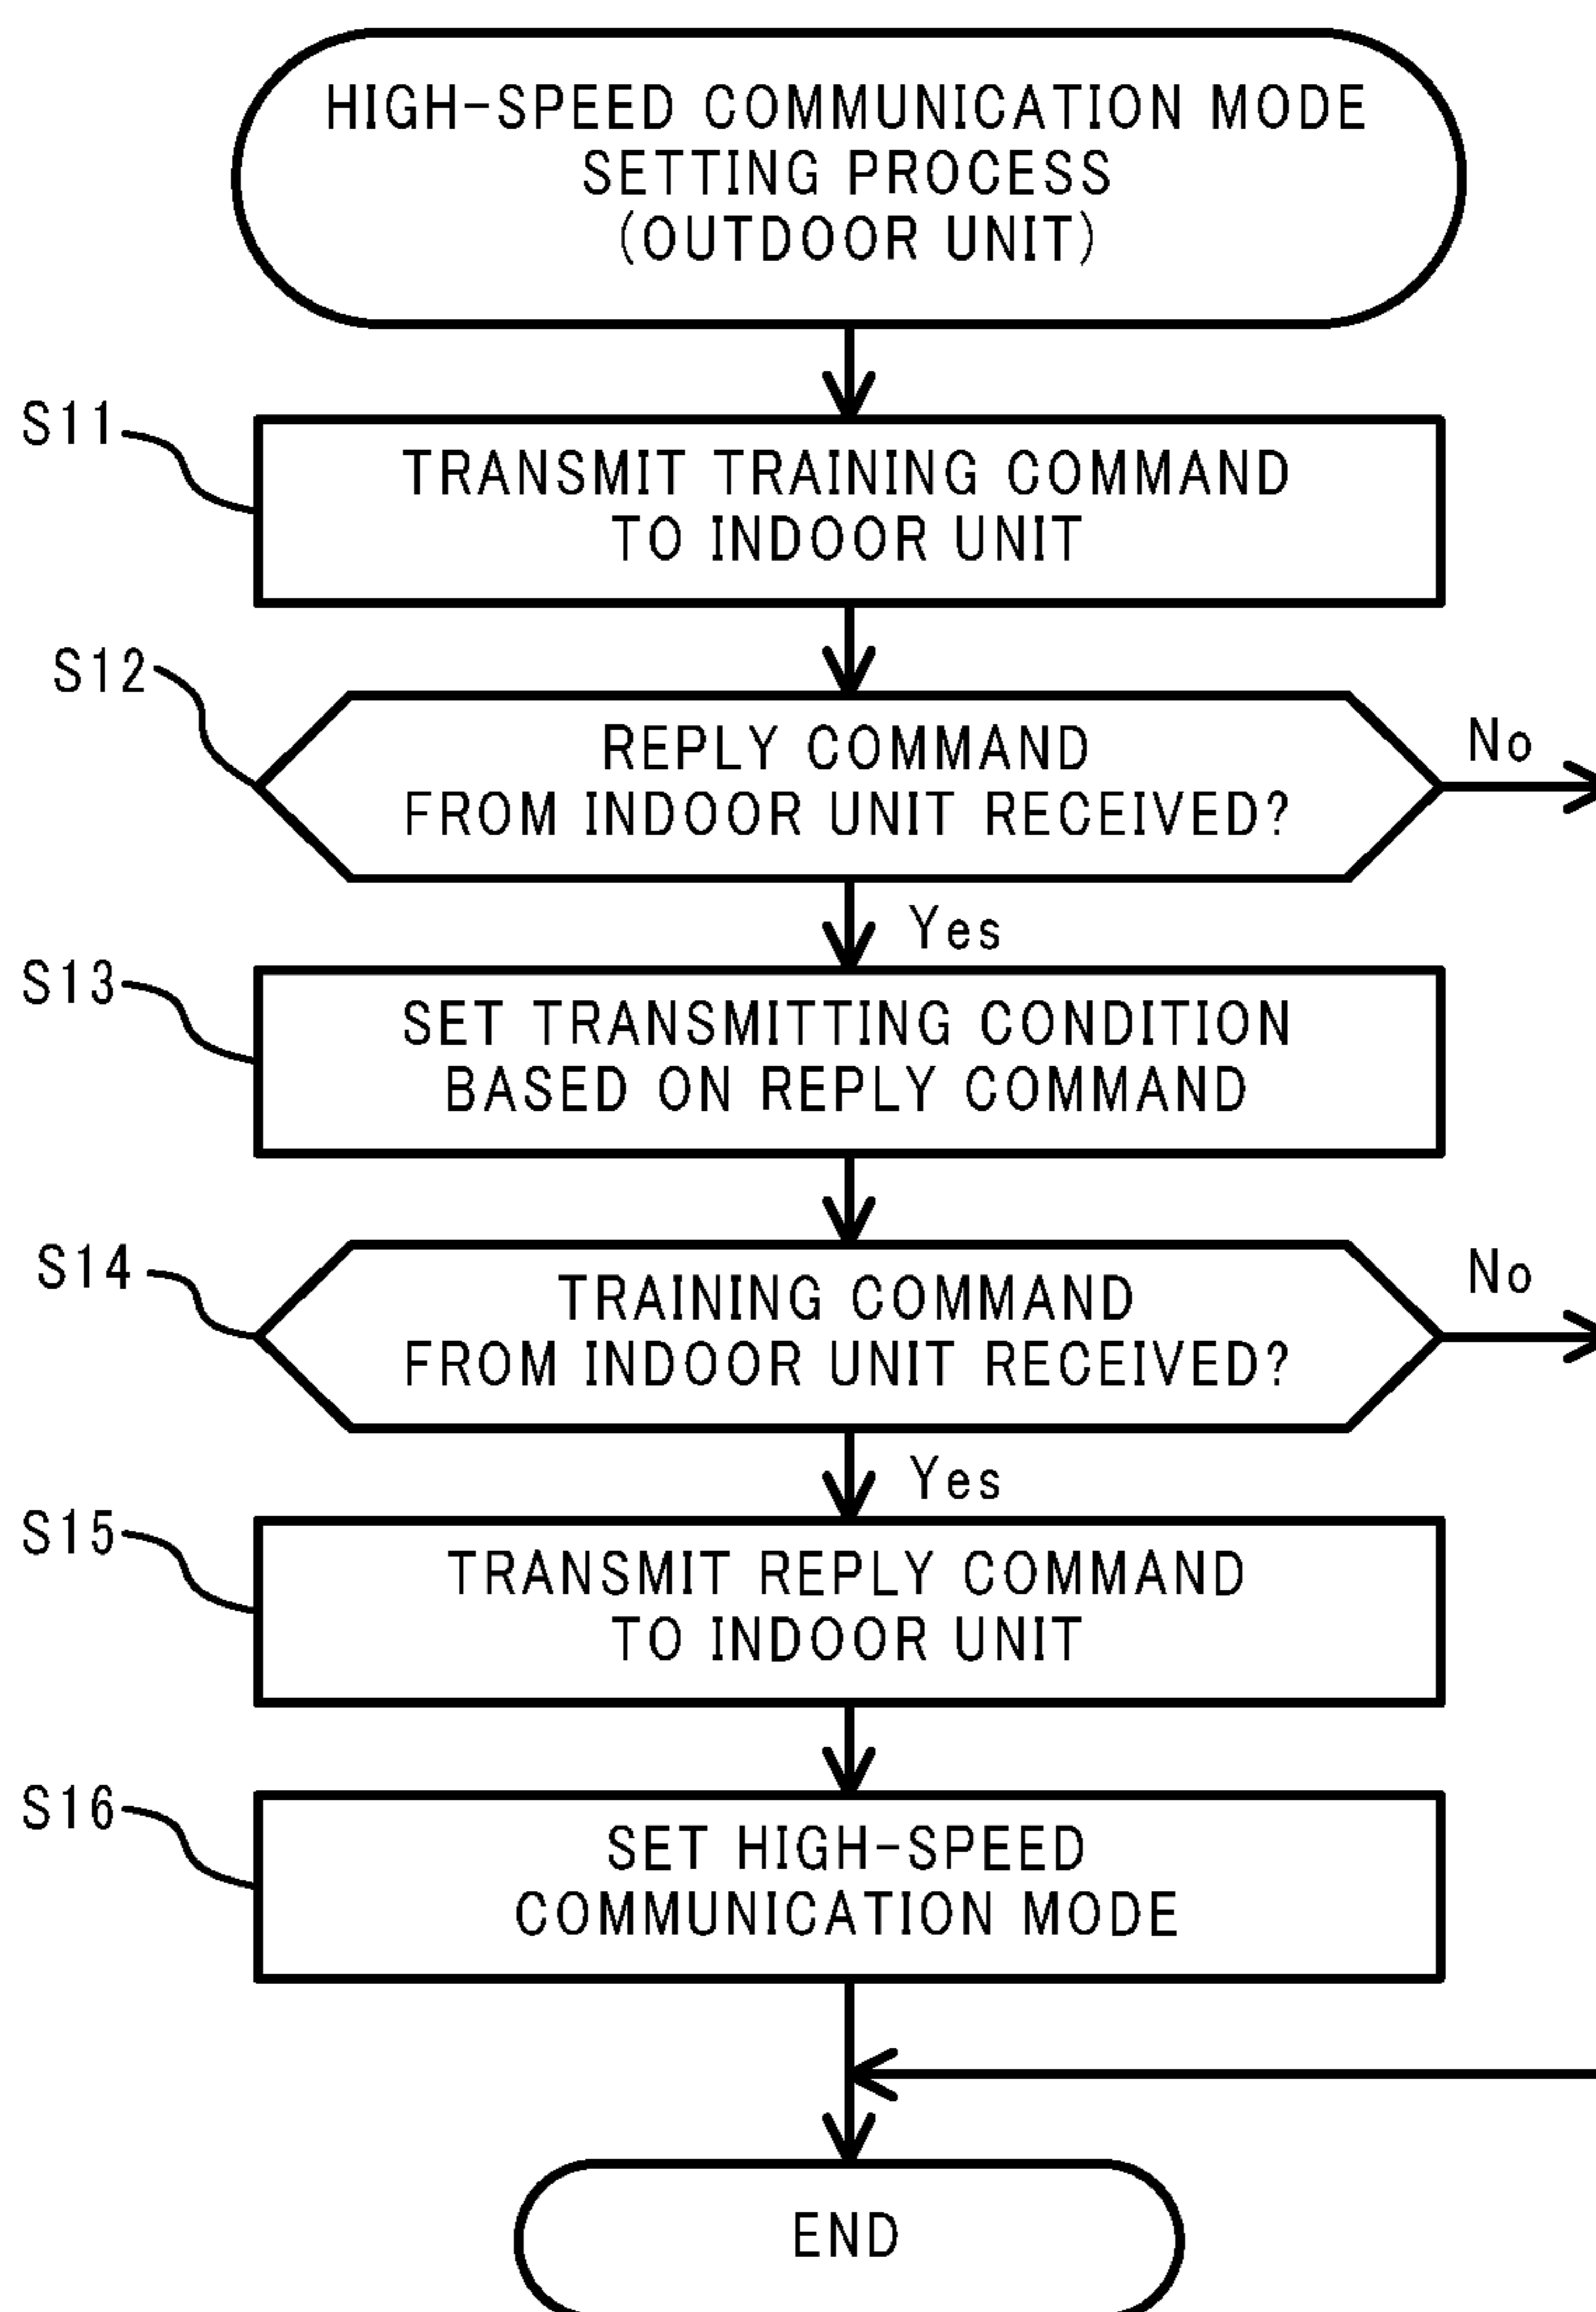 HIGH-SPEED COMMUNICATION MODE
SETTING PROCESS
(OUTDOOR UNIT)
S11
TRANSMIT TRAINING COMMAND
TO INDOOR UNIT
S12
REPLY COMMAND
FROM INDOOR UNIT RECEIVED?
No
Yes
S13
SET TRANSMITTING CONDITION
BASED ON REPLY COMMAND
S14
TRAINING COMMAND
FROM INDOOR UNIT RECEIVED?
No
Yes
S15
TRANSMIT REPLY COMMAND
TO INDOOR UNIT
S16
SET HIGH-SPEED
COMMUNICATION MODE
END